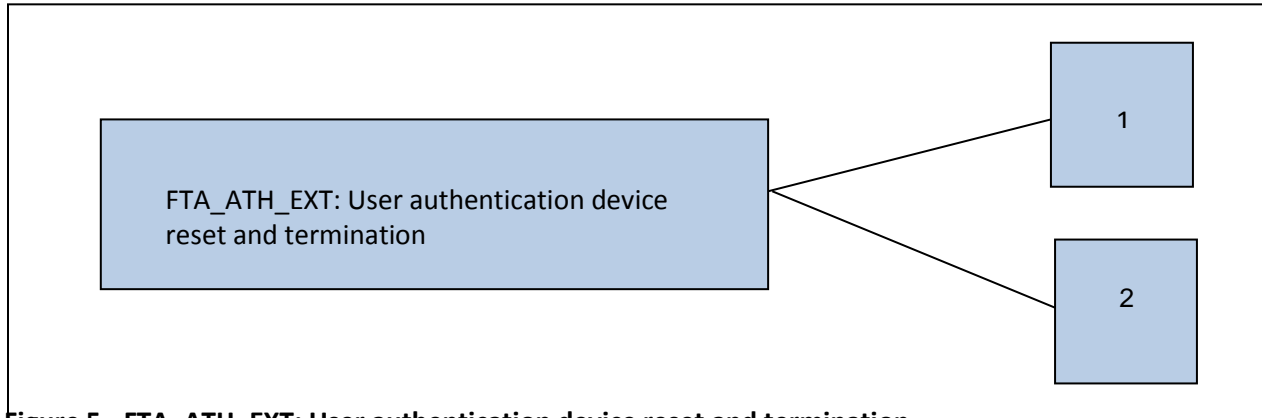 1
FTA_ATH_EXT: User authentication device
reset and termination
2
Figure 5 - FTA_ATH_EXT: User authentication device reset and termination